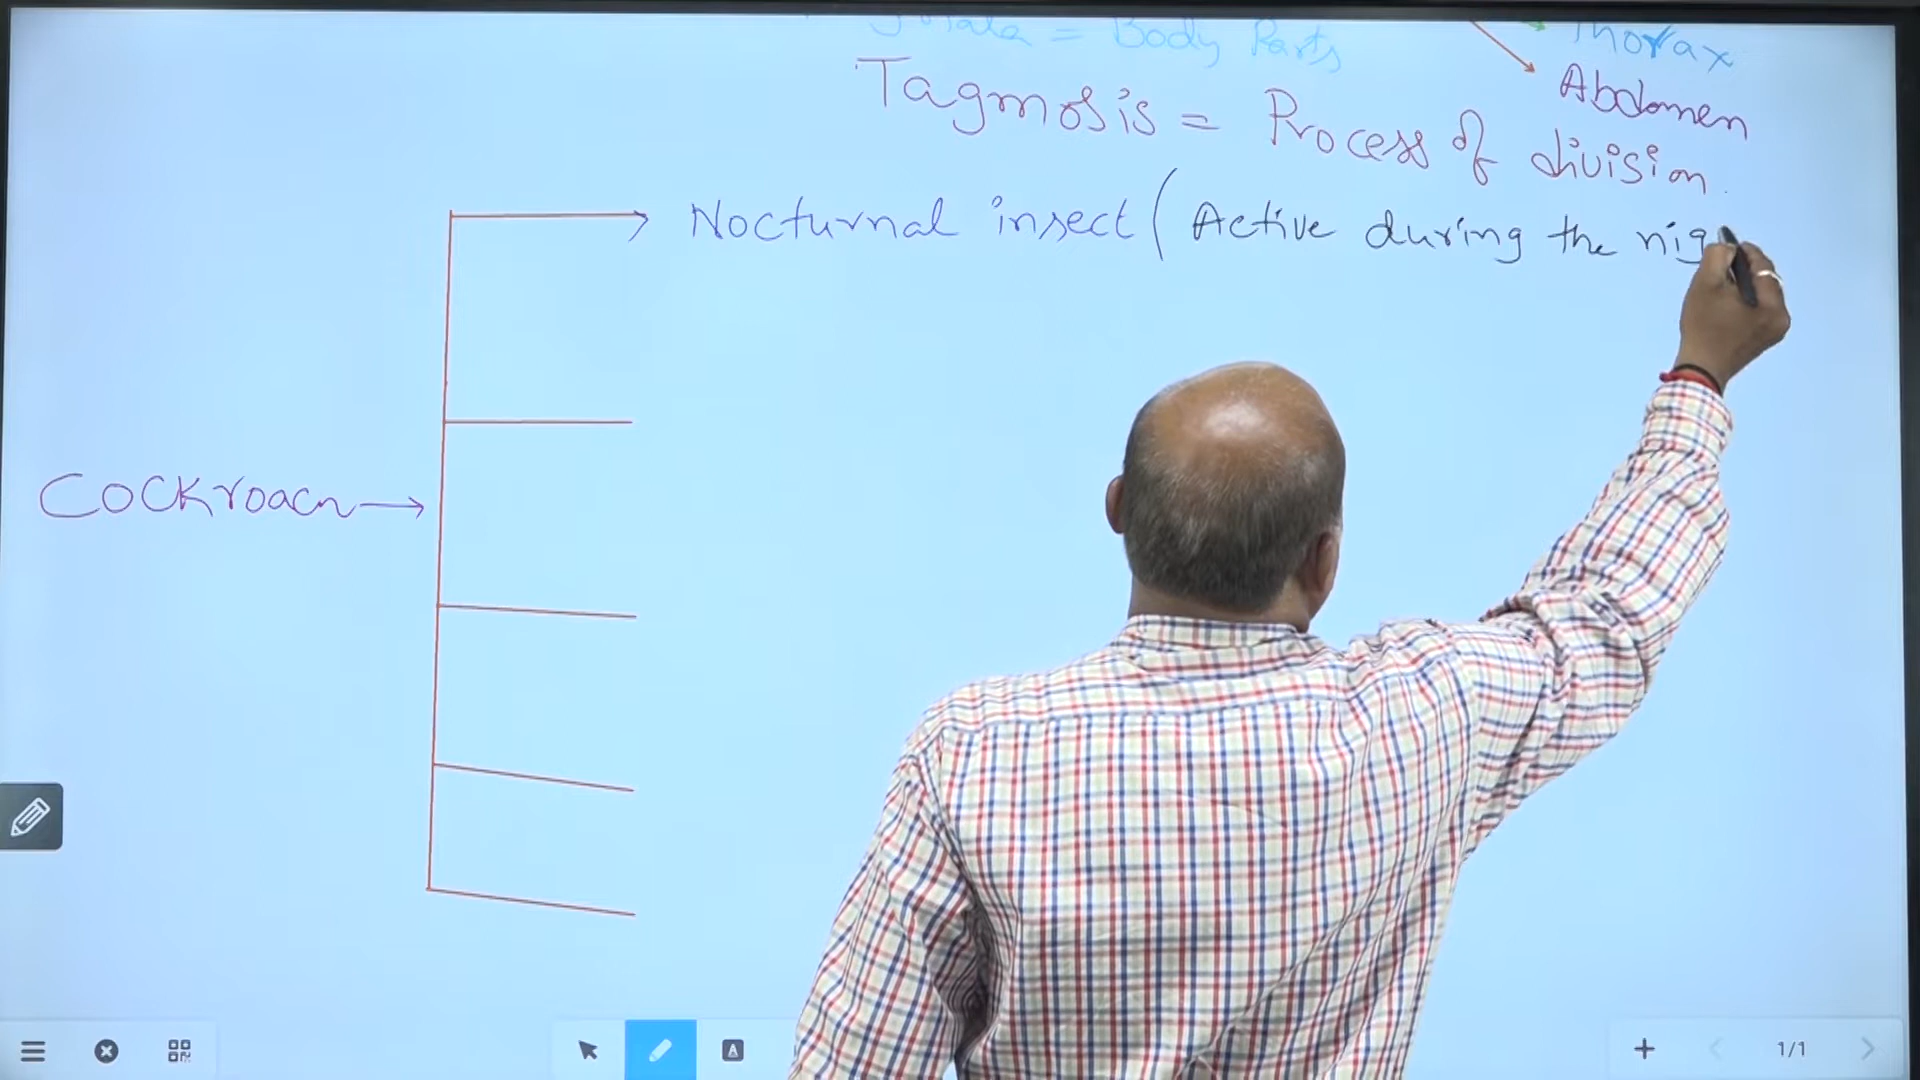 = Body Parts
Thorax
Abdomen
Tagmosis = Process of division.
Nocturnal insect (Active during the nig
Cockroach
A
1/1